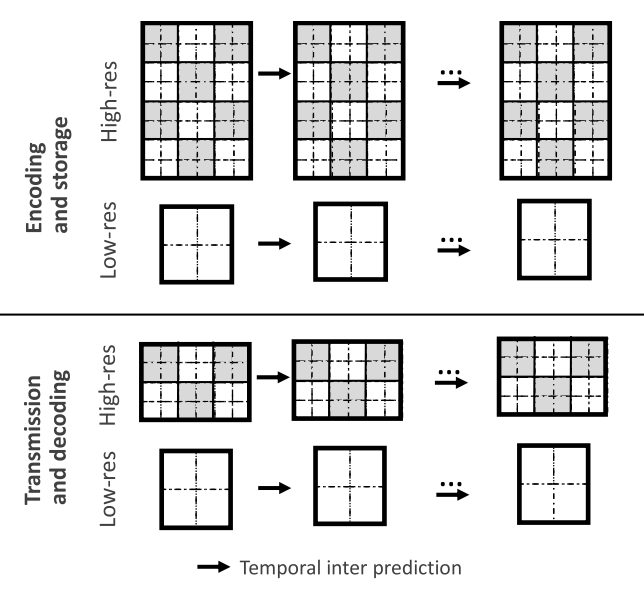 Encoding
and storage
High-res
...
Low-res
...
Transmission
and decoding
High-res
...
Low-res
...
Temporal inter prediction